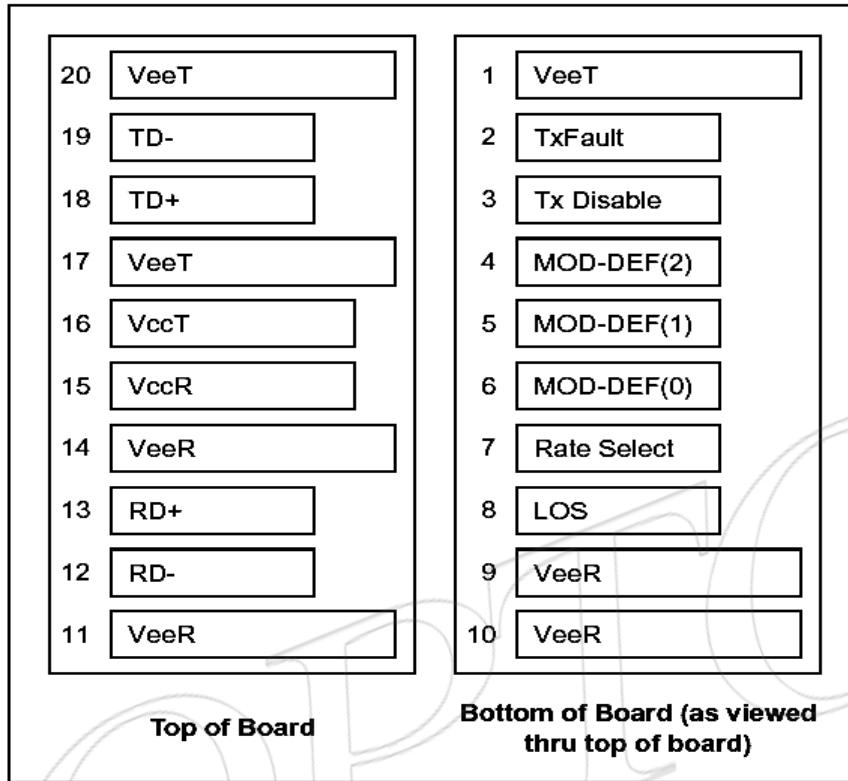 20 VeeT
19 TD-
18 TD+
17 VeeT
16 VccT
15 VccR
14 VeeR
13 RD+
12 RD-
11 VeeR
Top of Board
1 VeeT
2 TxFault
3 Tx Disable
4 MOD-DEF(2)
5 MOD-DEF(1)
6 MOD-DEF(0)
7 Rate Select
8 LOS
9 VeeR
10 VeeR
Bottom of Board (as viewed
thru top of board)
OPTO